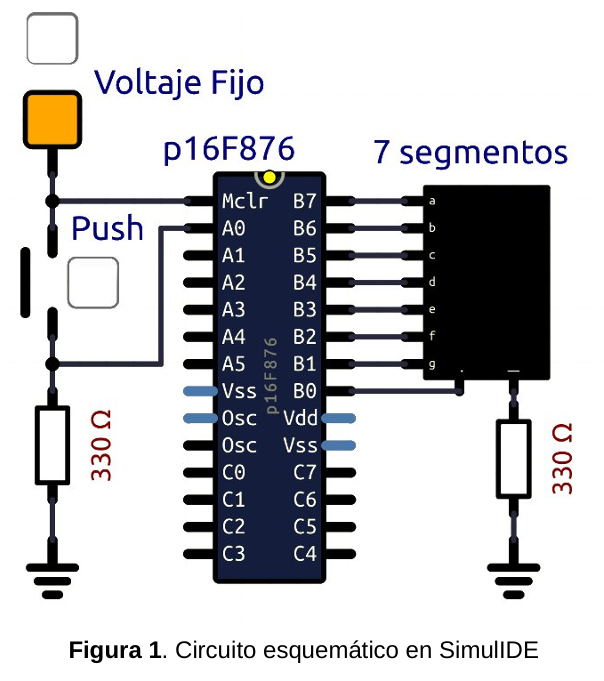 Voltaje Fijo
p16F876
7 segmentos
Push
Mclr B7 a
A0 B6 b
A1 B5 c
A2 B4 d
A3 B3 e
A4 B2 f
A5 B1 g
Vss B0 .
Osc Vdd
Osc Vss
C0 C7
C1 C6
C2 C5
C3 C4
p16F876
330 Ω
330 Ω
Figura 1. Circuito esquemático en SimulIDE